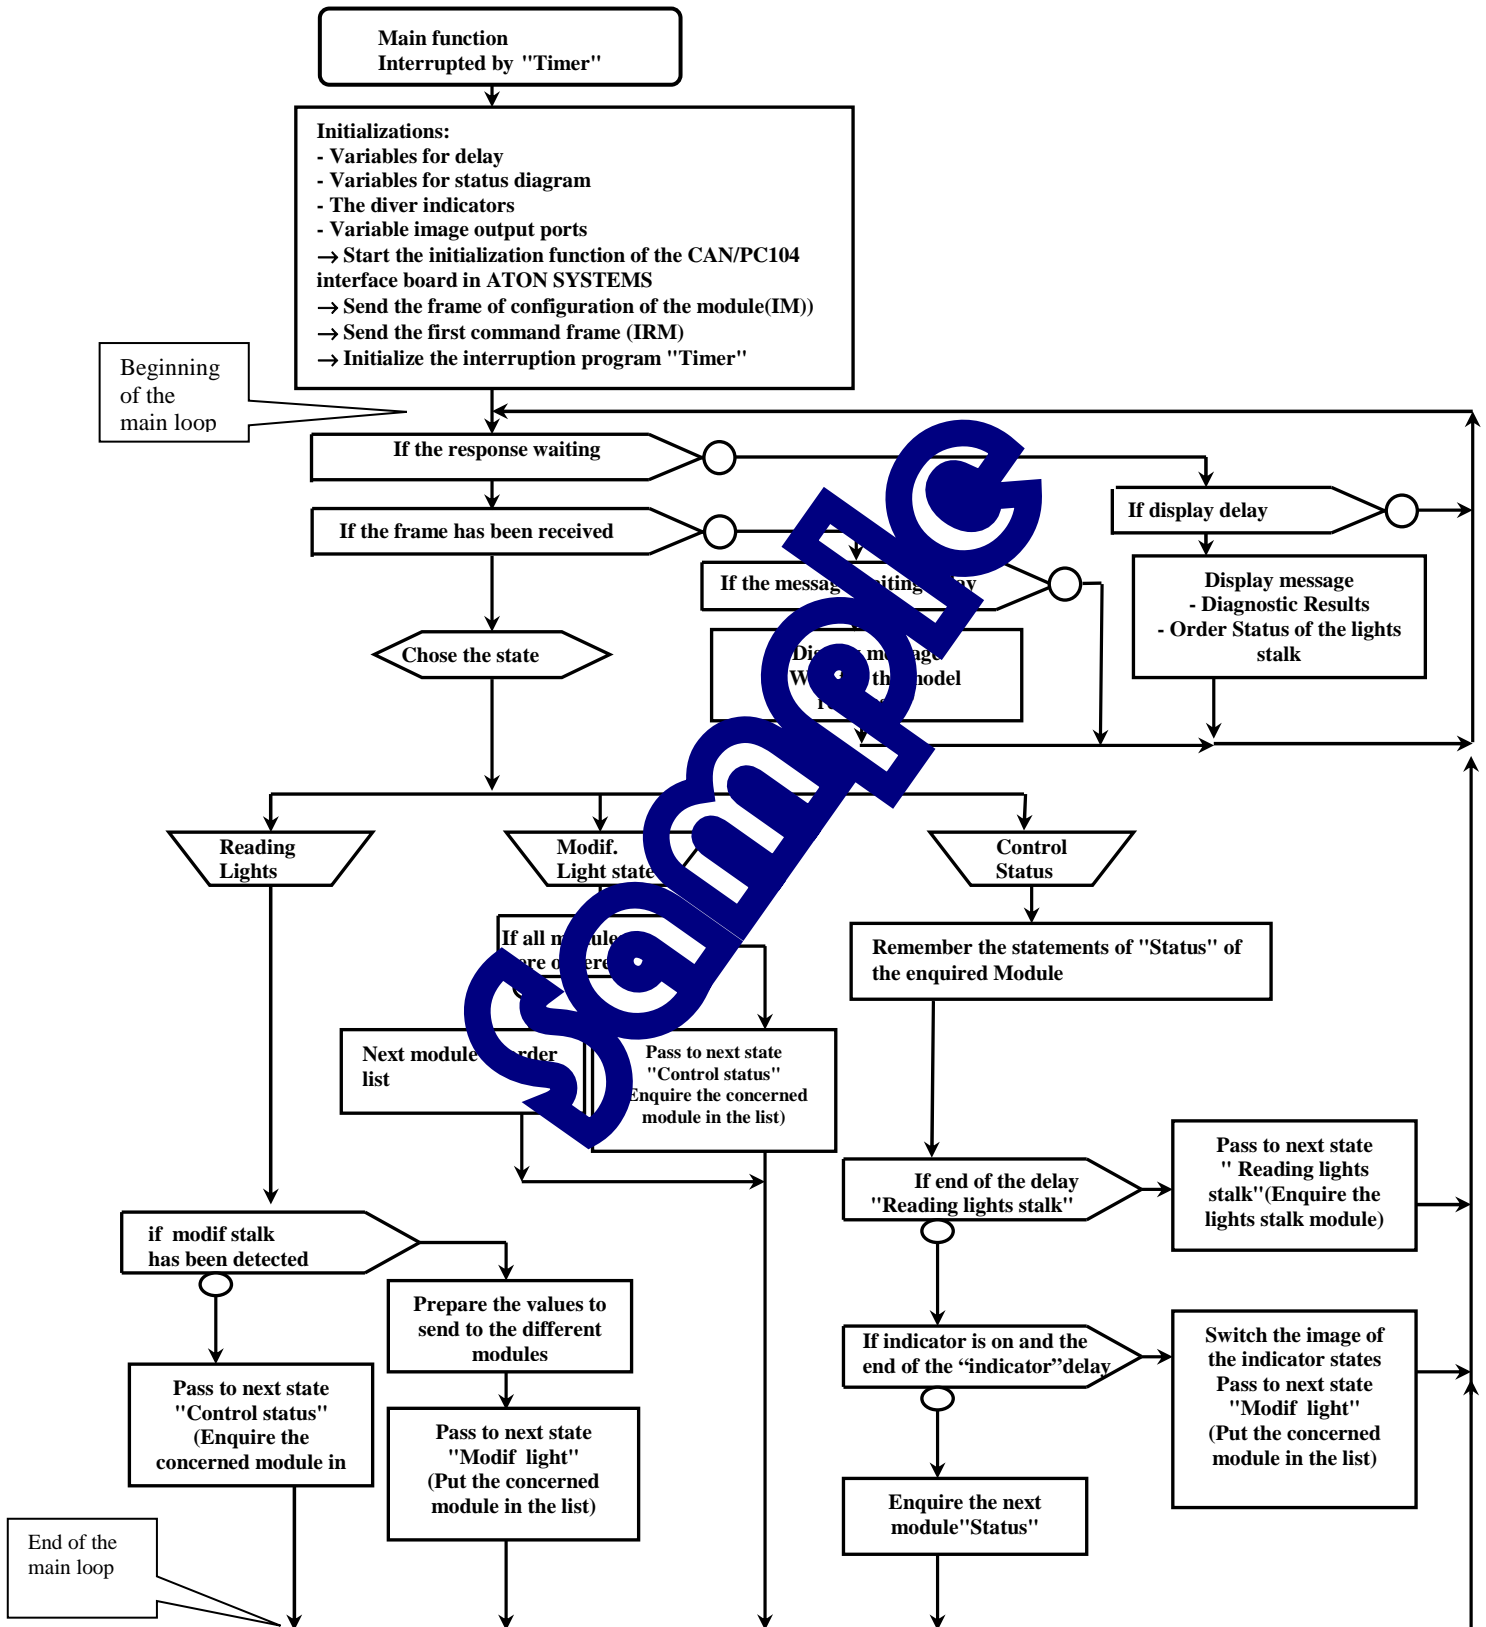 Main function
Interrupted by "Timer"
Initializations:
- Variables for delay
- Variables for status diagram
- The diver indicators
- Variable image output ports
→ Start the initialization function of the CAN/PC104
interface board in ATON SYSTEMS
→ Send the frame of configuration of the module(IM))
→ Send the first command frame (IRM)
→ Initialize the interruption program "Timer"
Beginning
of the
main loop
If the response waiting
If display delay
If the frame has been received
If the
Display message
- Diagnostic Results
- Order Status of the lights
stalk
Chose the state
Reading
Lights
Modif.
Light state
Control
Status
If all
Remember the statements of "Status" of
the enquired Module
Next module order
list
Pass to next state
"Control status"
Enquire the concerned
module in the list)
Sample
If end of the delay
"Reading lights stalk"
Pass to next state
" Reading lights
stalk"(Enquire the
lights stalk module)
if modif stalk
has been detected
Prepare the values to
send to the different
modules
If indicator is on and the
end of the “indicator”delay
Switch the image of
the indicator states
Pass to next state
"Modif light"
(Put the concerned
module in the list)
Pass to next state
"Control status"
(Enquire the
concerned module in
Pass to next state
"Modif light"
(Put the concerned
module in the list)
Enquire the next
module"Status"
End of the
main loop